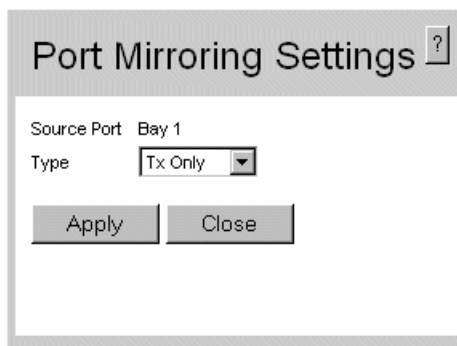 Port Mirroring Settings ?
Source Port Bay 1
Type Tx Only
Apply Close